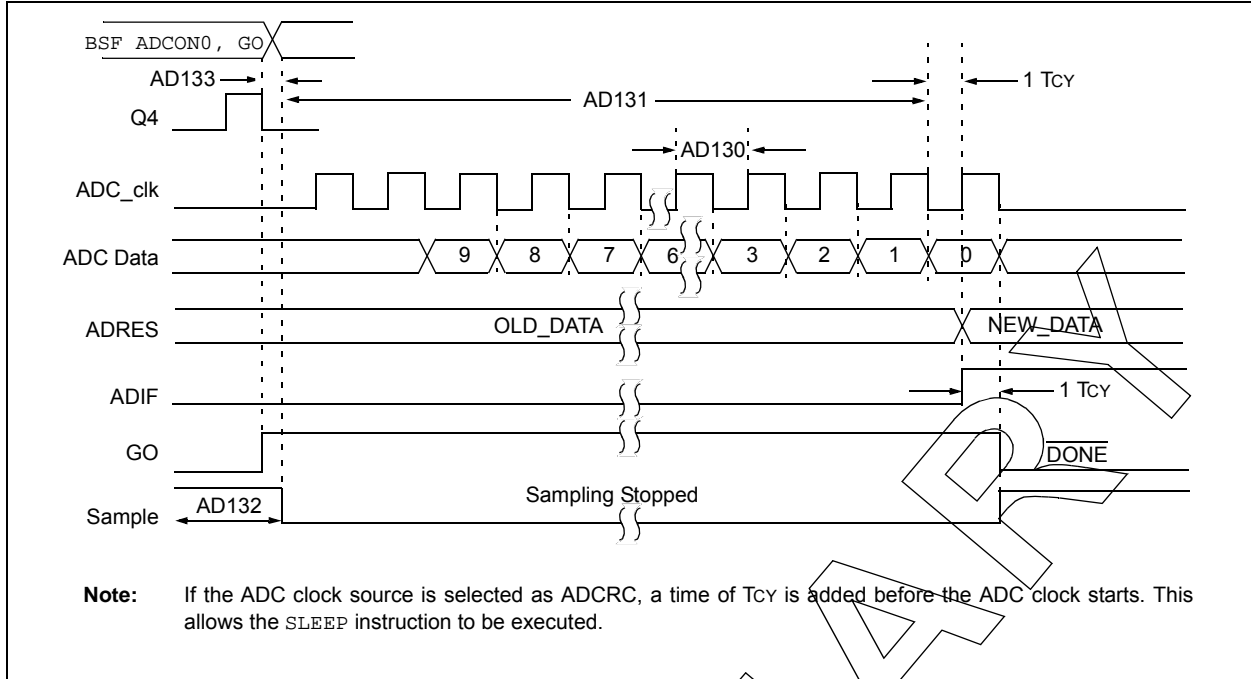 BSF ADCON0, GO
AD133
1 TCY
AD131
Q4
AD130
ADC_clk
ADC Data 9 8 7 6 3 2 1 0
ADRES OLD_DATA NEW_DATA
ADIF 1 TCY
GO DONE
AD132 Sampling Stopped
Sample
Note: If the ADC clock source is selected as ADCRC, a time of TCY is added before the ADC clock starts. This
allows the SLEEP instruction to be executed.